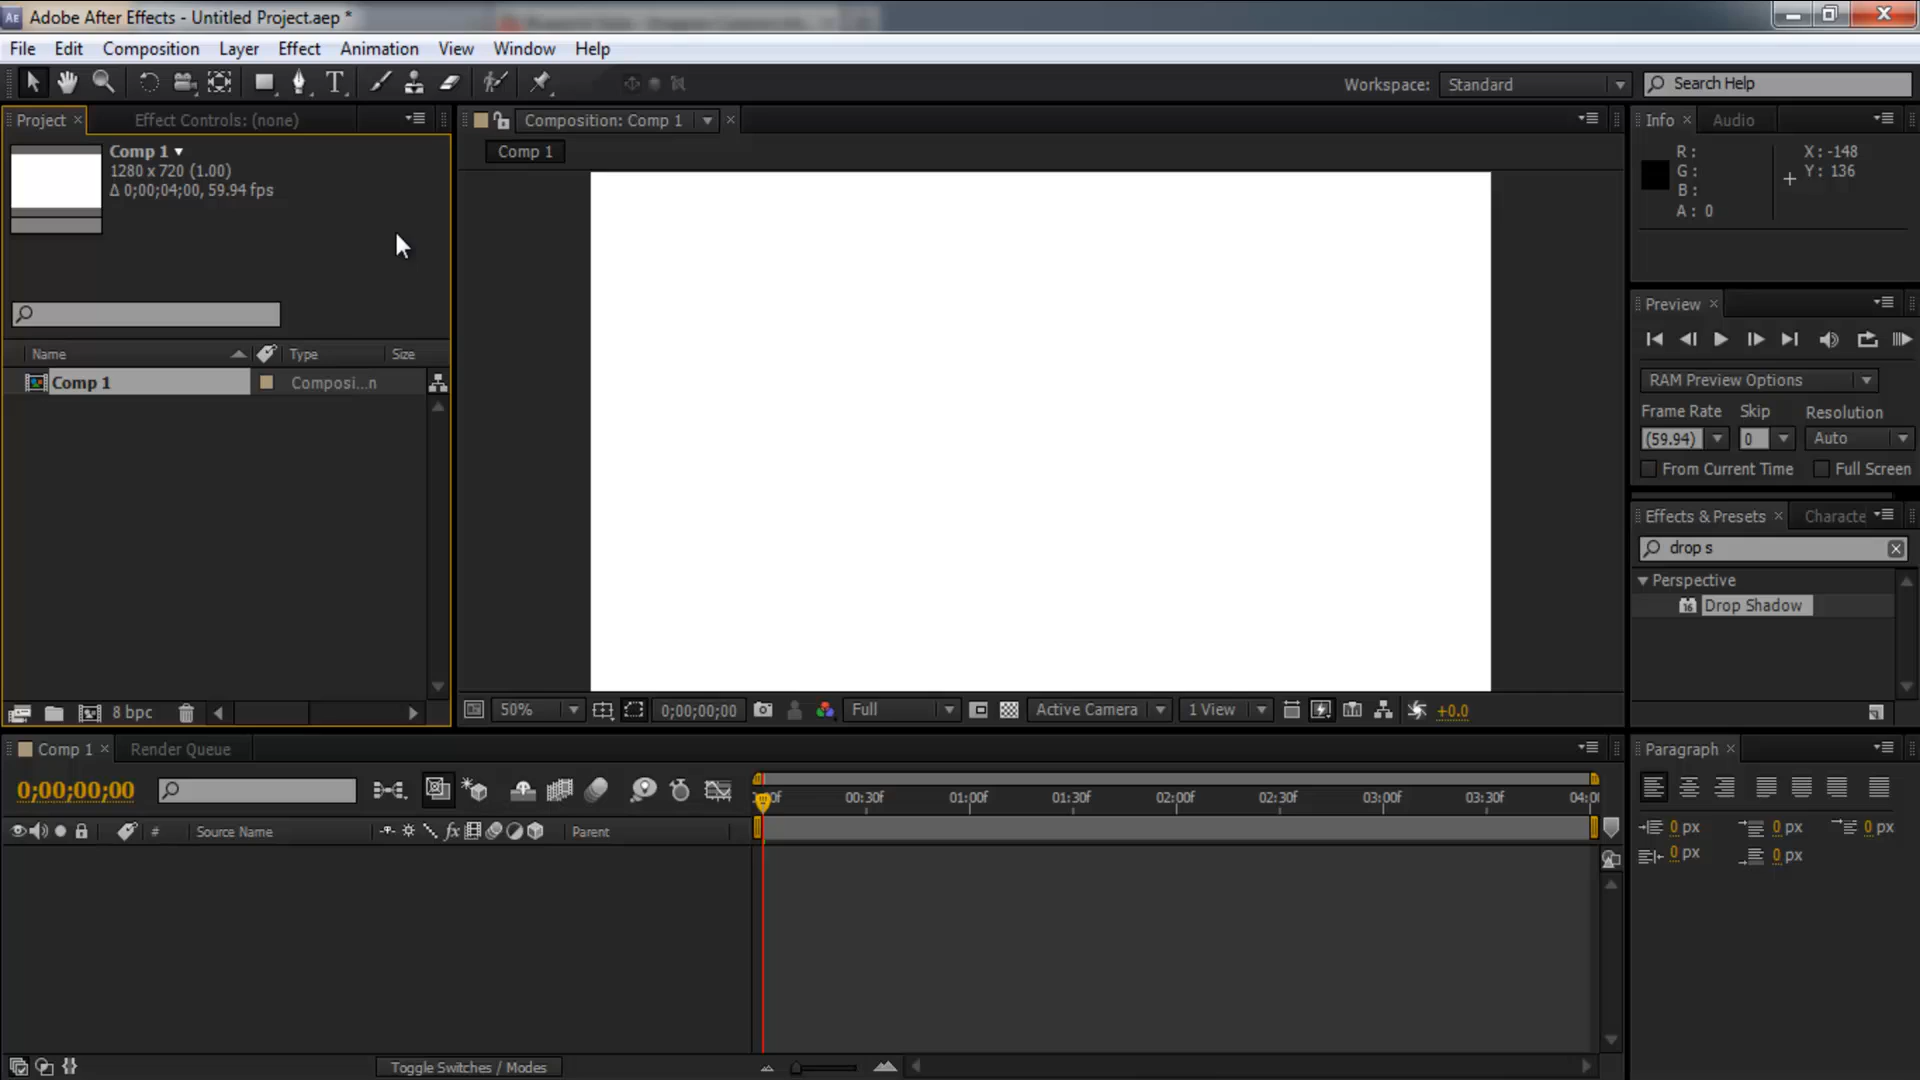 Adobe After Effects - Untitled Project.aep *
File Edit Composition Layer Effect Animation View Window Help
Workspace: Standard Search Help
Project × Effect Controls: (none)
Comp 1
1280 x 720 (1.00)
Δ 0;00;04;00, 59.94 fps
Name Type Size
Comp 1 Composi...n
8 bpc
Composition: Comp 1 ×
Comp 1
50% 0;00;00;00 Full Active Camera 1 View +0.0
Info × Audio
R: X: -148
G: Y: 136
B:
A: 0
Preview ×
RAM Preview Options
Frame Rate Skip Resolution
(59.94) 0 Auto
From Current Time Full Screen
Effects & Presets × Characte
drop s
Perspective
16 Drop Shadow
Comp 1 × Render Queue
0;00;00;00
00:30f 01:00f 01:30f 02:00f 02:30f 03:00f 03:30f 04:0
# Source Name fx Parent
Toggle Switches / Modes
Paragraph ×
0 px 0 px 0 px
0 px 0 px